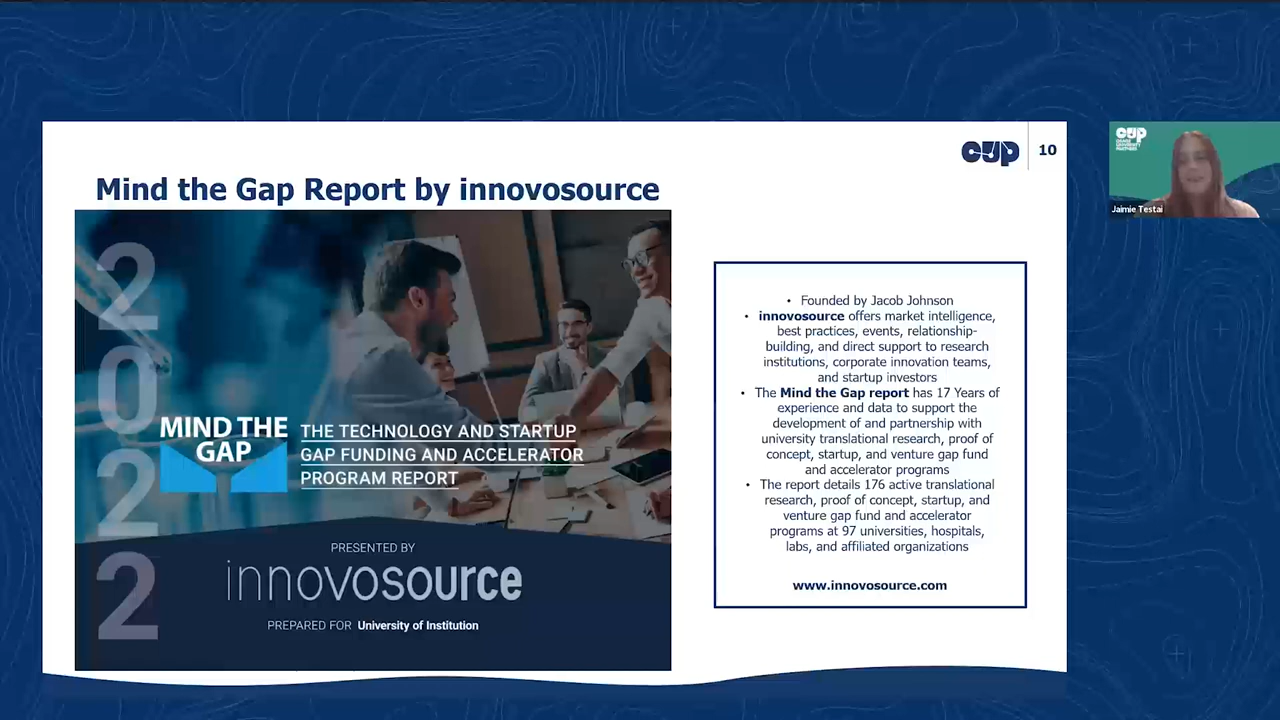 cup
10
Mind the Gap Report by innovosource
2022
MIND THE
GAP
THE TECHNOLOGY AND STARTUP
GAP FUNDING AND ACCELERATOR
PROGRAM REPORT
PRESENTED BY
innovosource
PREPARED FOR University of Institution
• Founded by Jacob Johnson
• innovosource offers market intelligence,
best practices, events, relationship-
building, and direct support to research
institutions, corporate innovation teams,
and startup investors
• The Mind the Gap report has 17 Years of
experience and data to support the
development of and partnership with
university translational research, proof of
concept, startup, and venture gap fund
and accelerator programs
• The report details 176 active translational
research, proof of concept, startup, and
venture gap fund and accelerator
programs at 97 universities, hospitals,
labs, and affiliated organizations
www.innovosource.com
cup
OSAGE
UNIVERSITY
PARTNERS
Jaimie Testai